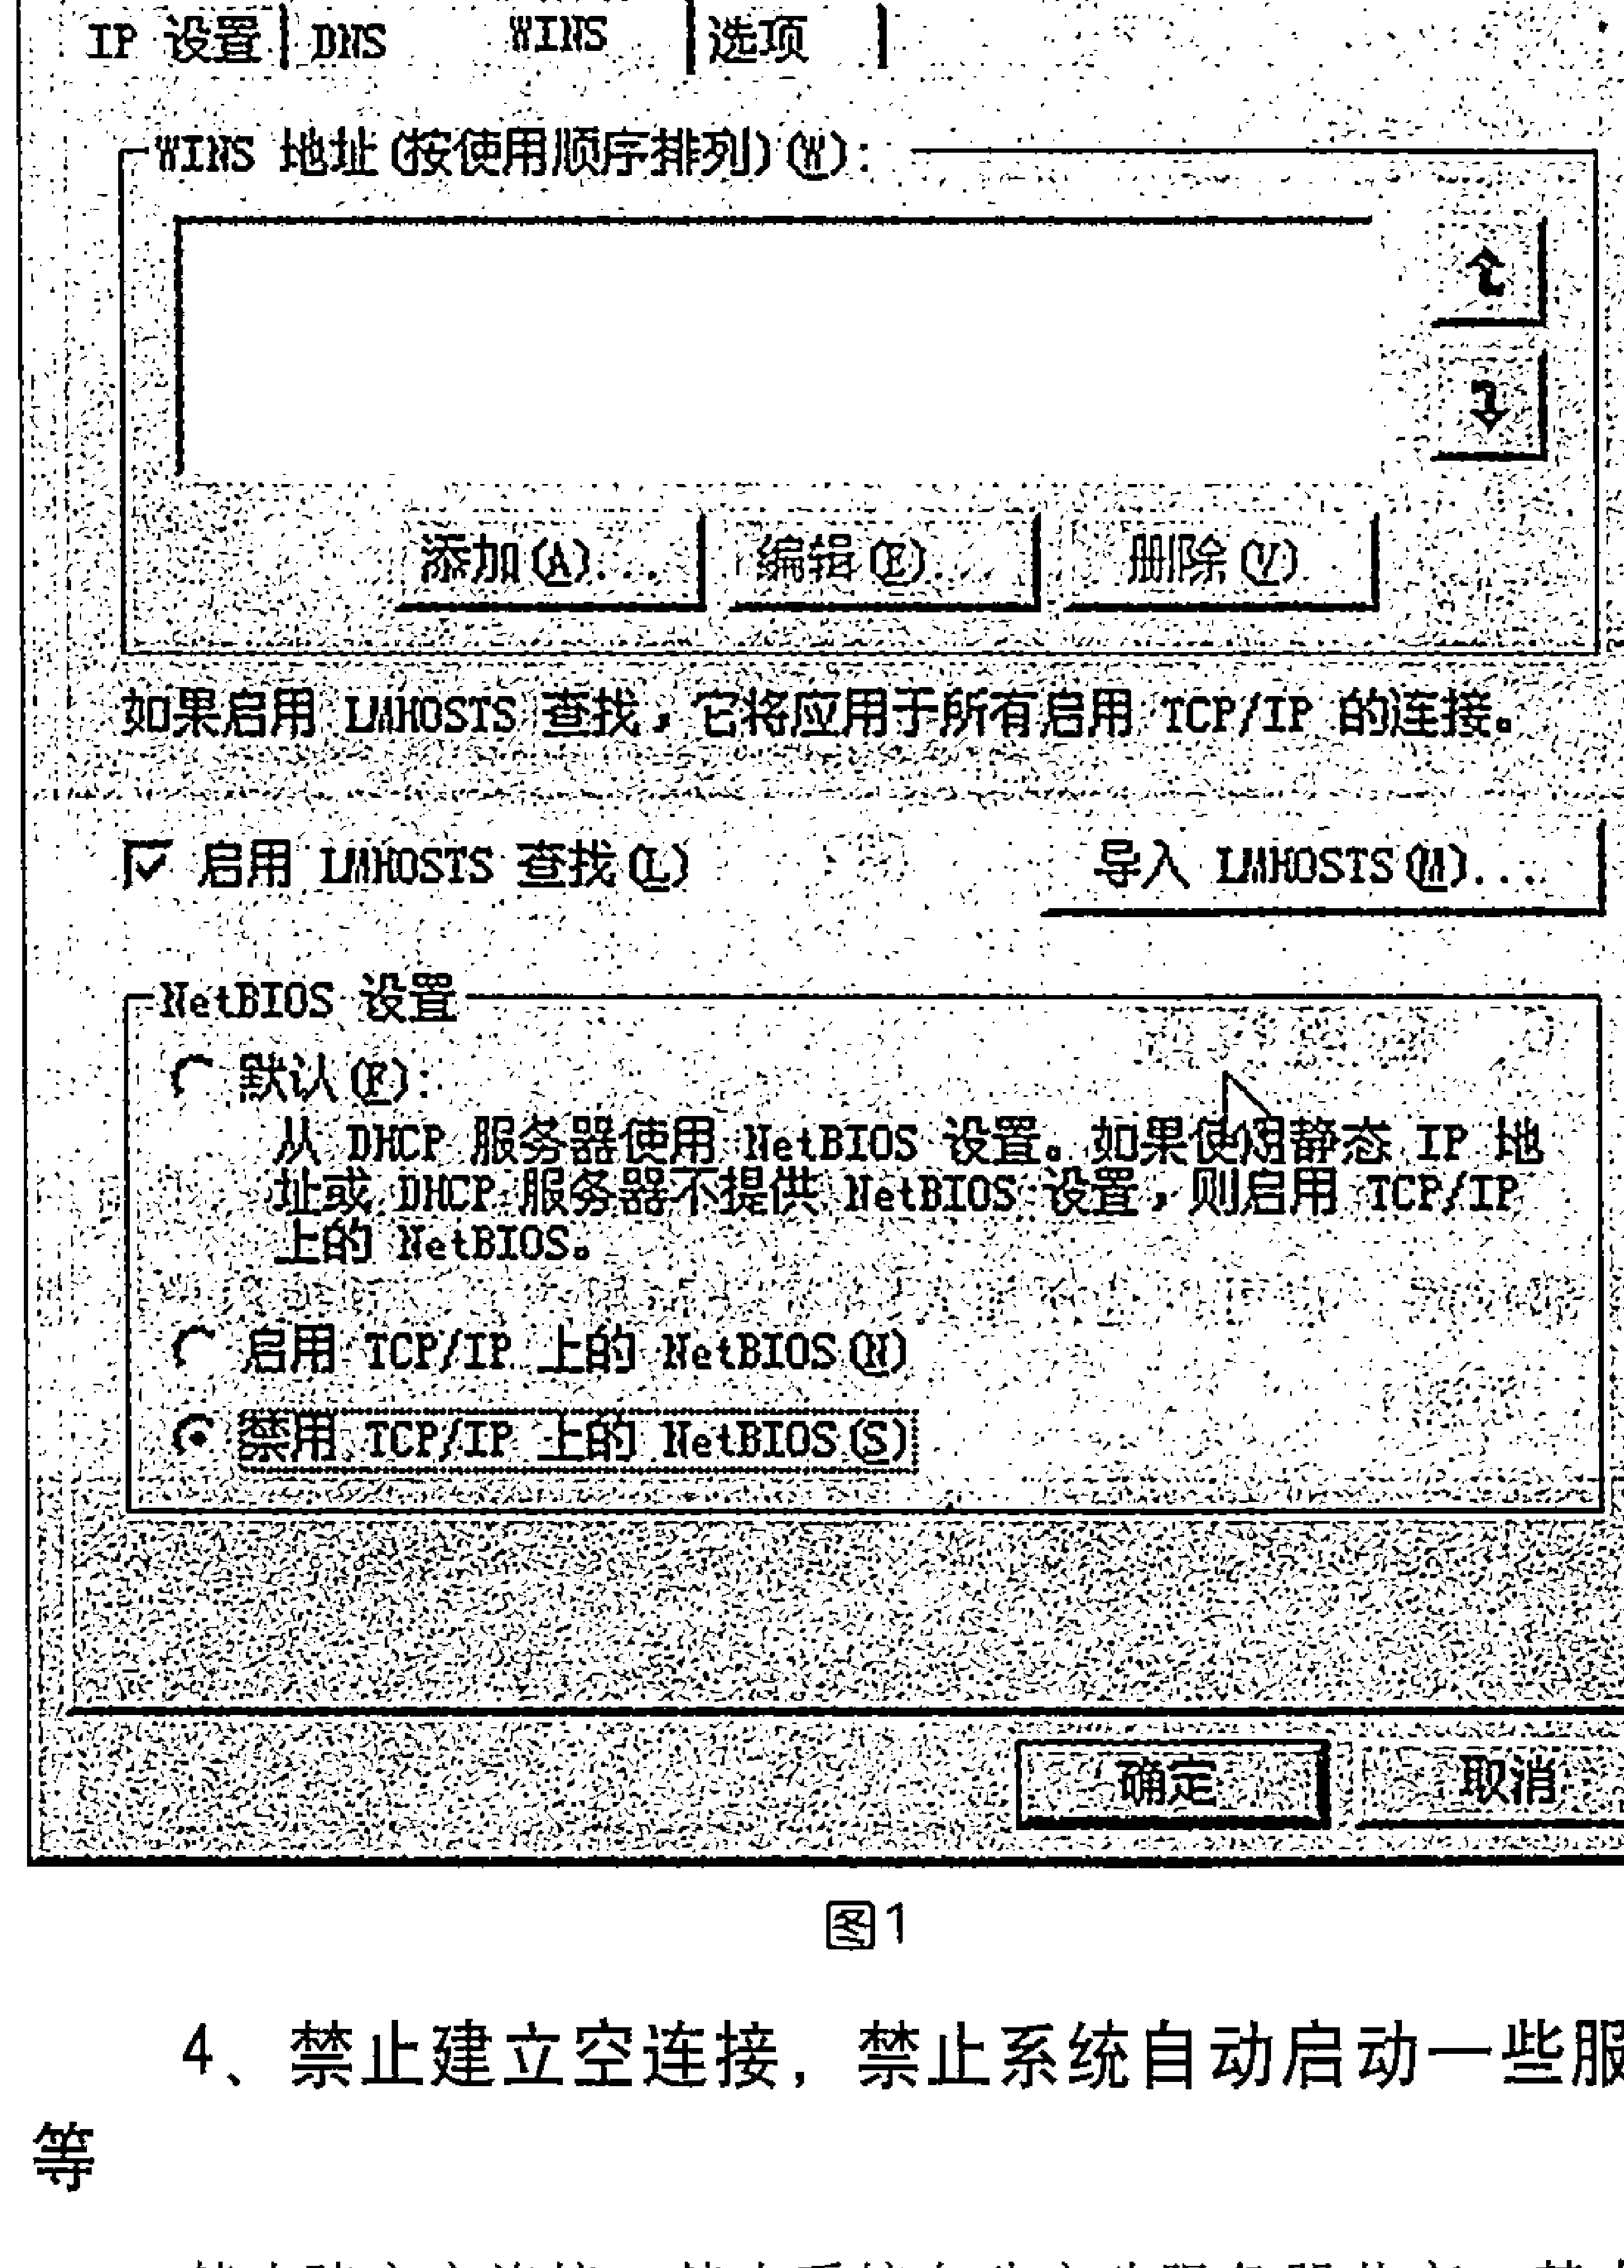 IP 设置 DNS WINS 选项
WINS 地址(按使用顺序排列)(W):
添加(A)... 编辑(E)... 删除(V)
如果启用 LMHOSTS 查找，它将应用于所有启用 TCP/IP 的连接。
启用 LMHOSTS 查找(L) 导入 LMHOSTS(M)...
NetBIOS 设置
默认(F):
从 DHCP 服务器使用 NetBIOS 设置。如果使用静态 IP 地
址或 DHCP 服务器不提供 NetBIOS 设置，则启用 TCP/IP
上的 NetBIOS。
启用 TCP/IP 上的 NetBIOS(N)
禁用 TCP/IP 上的 NetBIOS(S)
确定 取消
图1
4、禁止建立空连接，禁止系统自动启动一些服
等